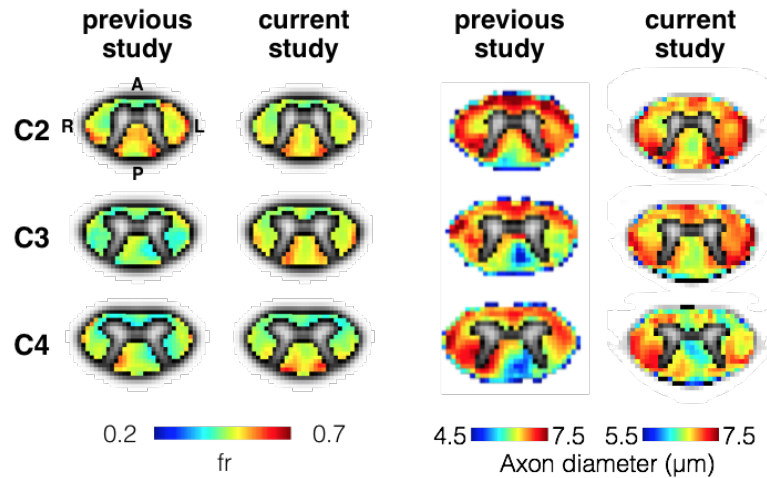 previous study current study previous study current study
A
C2 R L
P
C3
C4
0.2 0.7 4.5 7.5 5.5 7.5
fr Axon diameter (µm)